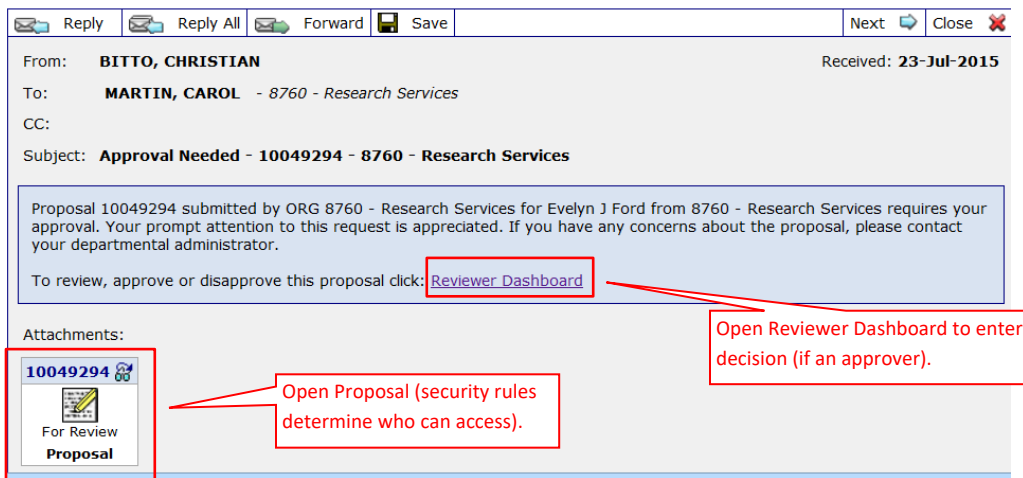 Reply Reply All Forward Save Next Close
From: BITTO, CHRISTIAN Received: 23-Jul-2015
To: MARTIN, CAROL - 8760 - Research Services
CC:
Subject: Approval Needed - 10049294 - 8760 - Research Services
Proposal 10049294 submitted by ORG 8760 - Research Services for Evelyn J Ford from 8760 - Research Services requires your
approval. Your prompt attention to this request is appreciated. If you have any concerns about the proposal, please contact
your departmental administrator.
To review, approve or disapprove this proposal click: Reviewer Dashboard
Open Reviewer Dashboard to enter
decision (if an approver).
Attachments:
10049294
For Review
Proposal
Open Proposal (security rules
determine who can access).